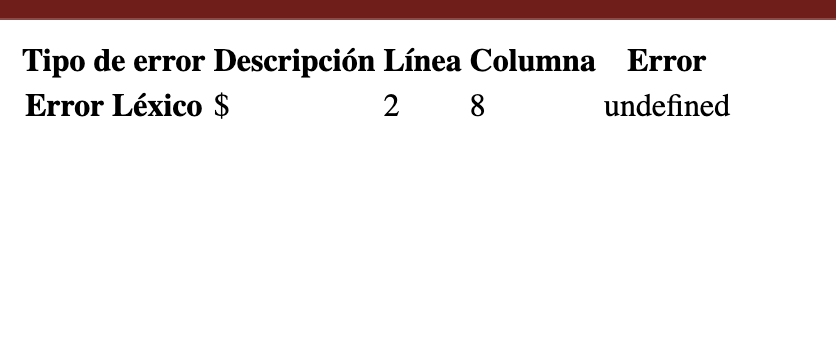 Tipo de error Descripción Línea Columna Error
Error Léxico $ 2 8 undefined